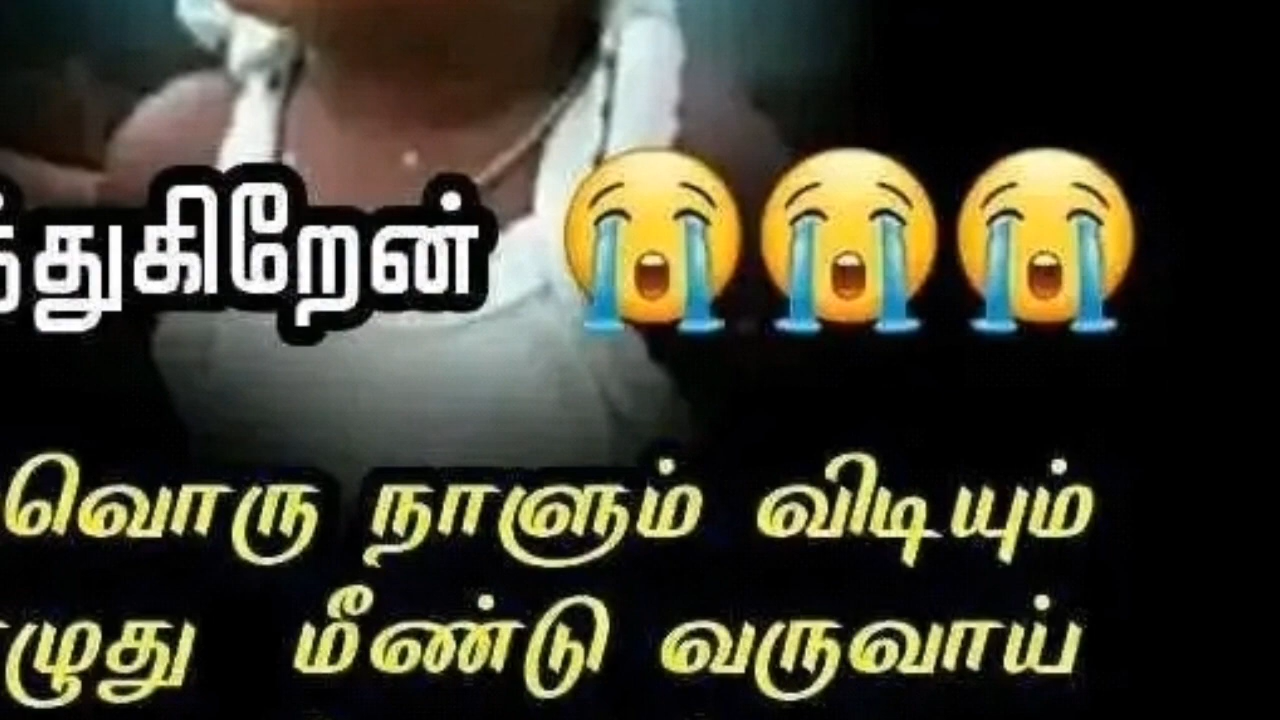 துகிறேன் 😭😭😭
வொரு நாளும் விடியும்
ழுது மீண்டு வருவாய்